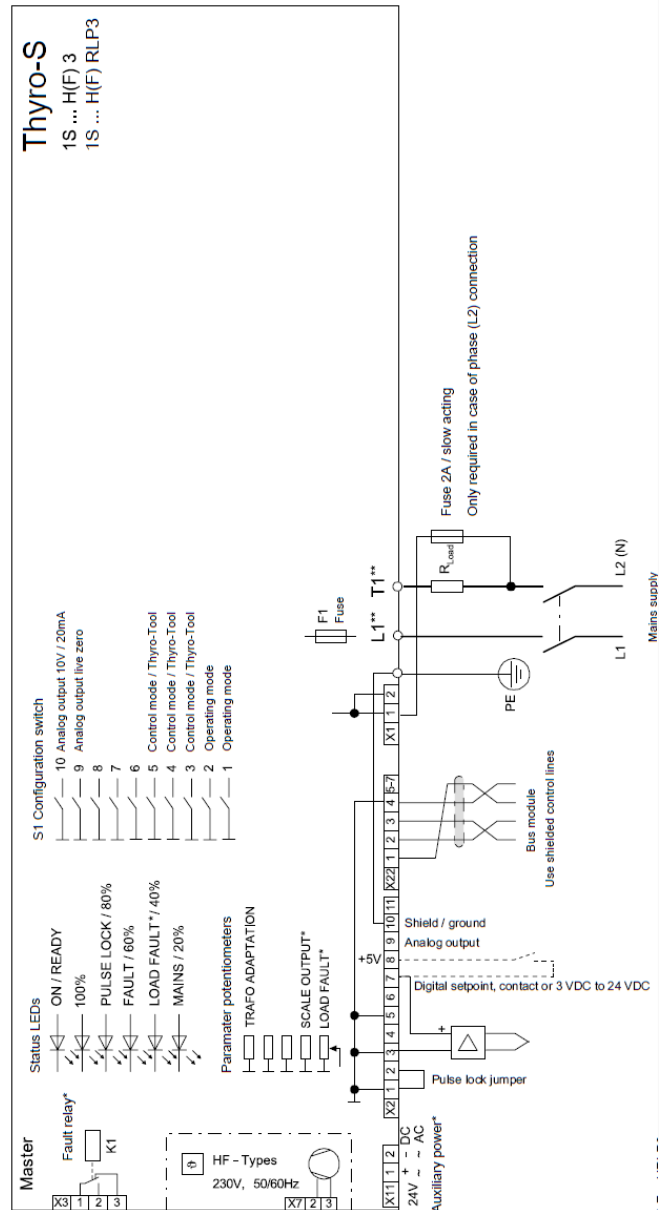 Thyro-S
1S ... H(F) 3
1S ... H(F) RLP3
Master
Fault relay*
K1
X3 1 2 3
Status LEDs
ON / READY
100%
PULSE LOCK / 80%
FAULT / 60%
LOAD FAULT*/ 40%
MAINS / 20%
S1 Configuration switch
10 Analog output 10V / 20mA
9 Analog output live zero
8
7
6
5 Control mode / Thyro-Tool
4 Control mode / Thyro-Tool
3 Control mode / Thyro-Tool
2 Operating mode
1 Operating mode
HF – Types
230V, 50/60Hz
X7 2 3
Paramater potentiometers
TRAFO ADAPTATION
SCALE OUTPUT*
LOAD FAULT*
F1
Fuse
L1** T1**
X11 1 2
24V + - DC
~ ~ AC
Auxiliary power*
X2 1 2 3 4 5 6 7 8 9 10 11
+5V
Pulse lock jumper
+
Digital setpoint, contact or 3 VDC to 24 VDC
Analog output
Shield / ground
X22 1 2 3 4 5-7
Bus module
Use shielded control lines
X1 1 2
PE
RLoad
Fuse 2A / slow acting
Only required in case of phase (L2) connection
L1
L2 (N)
Mains supply